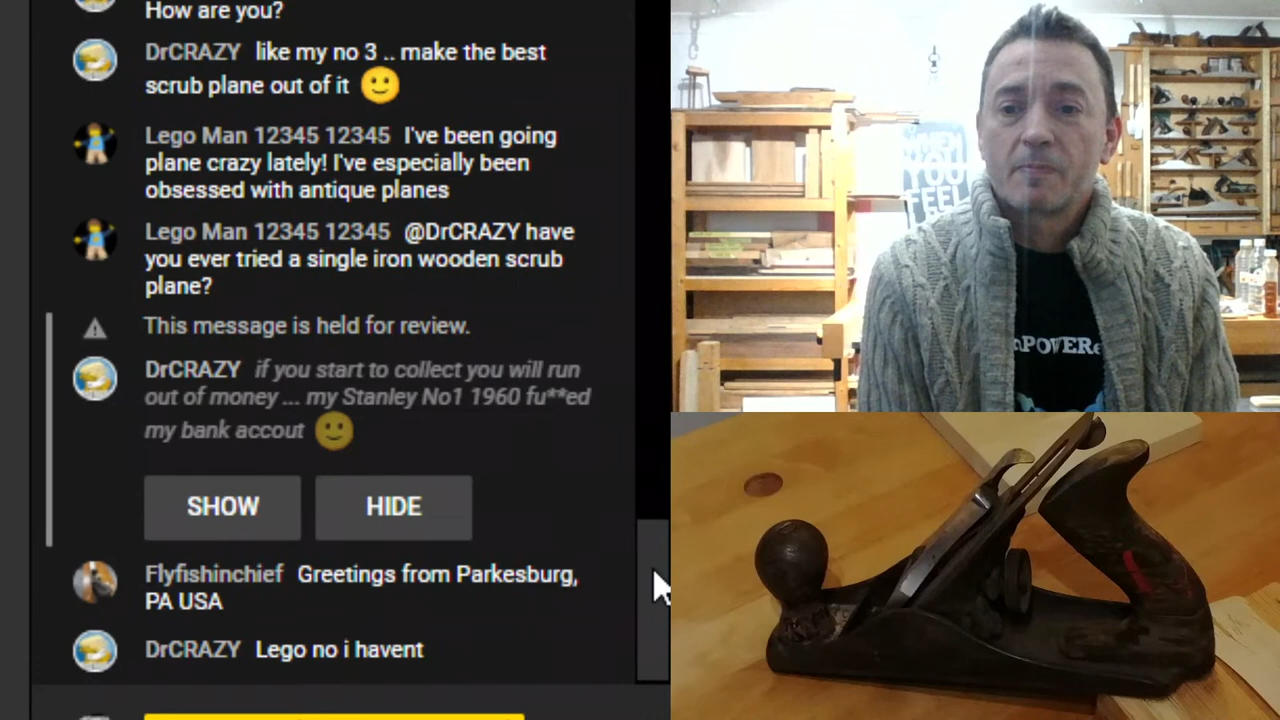 How are you?
DrCRAZY like my no 3 .. make the best
scrub plane out of it 🙂
Lego Man 12345 12345 I've been going
plane crazy lately! I've especially been
obsessed with antique planes
Lego Man 12345 12345 @DrCRAZY have
you ever tried a single iron wooden scrub
plane?
This message is held for review.
DrCRAZY if you start to collect you will run
out of money ... my Stanley No1 1960 fu**ed
my bank accout 🙂
SHOW HIDE
Flyfishinchief Greetings from Parkesburg,
PA USA
DrCRAZY Lego no i havent
WHEN
YOU
FEEL